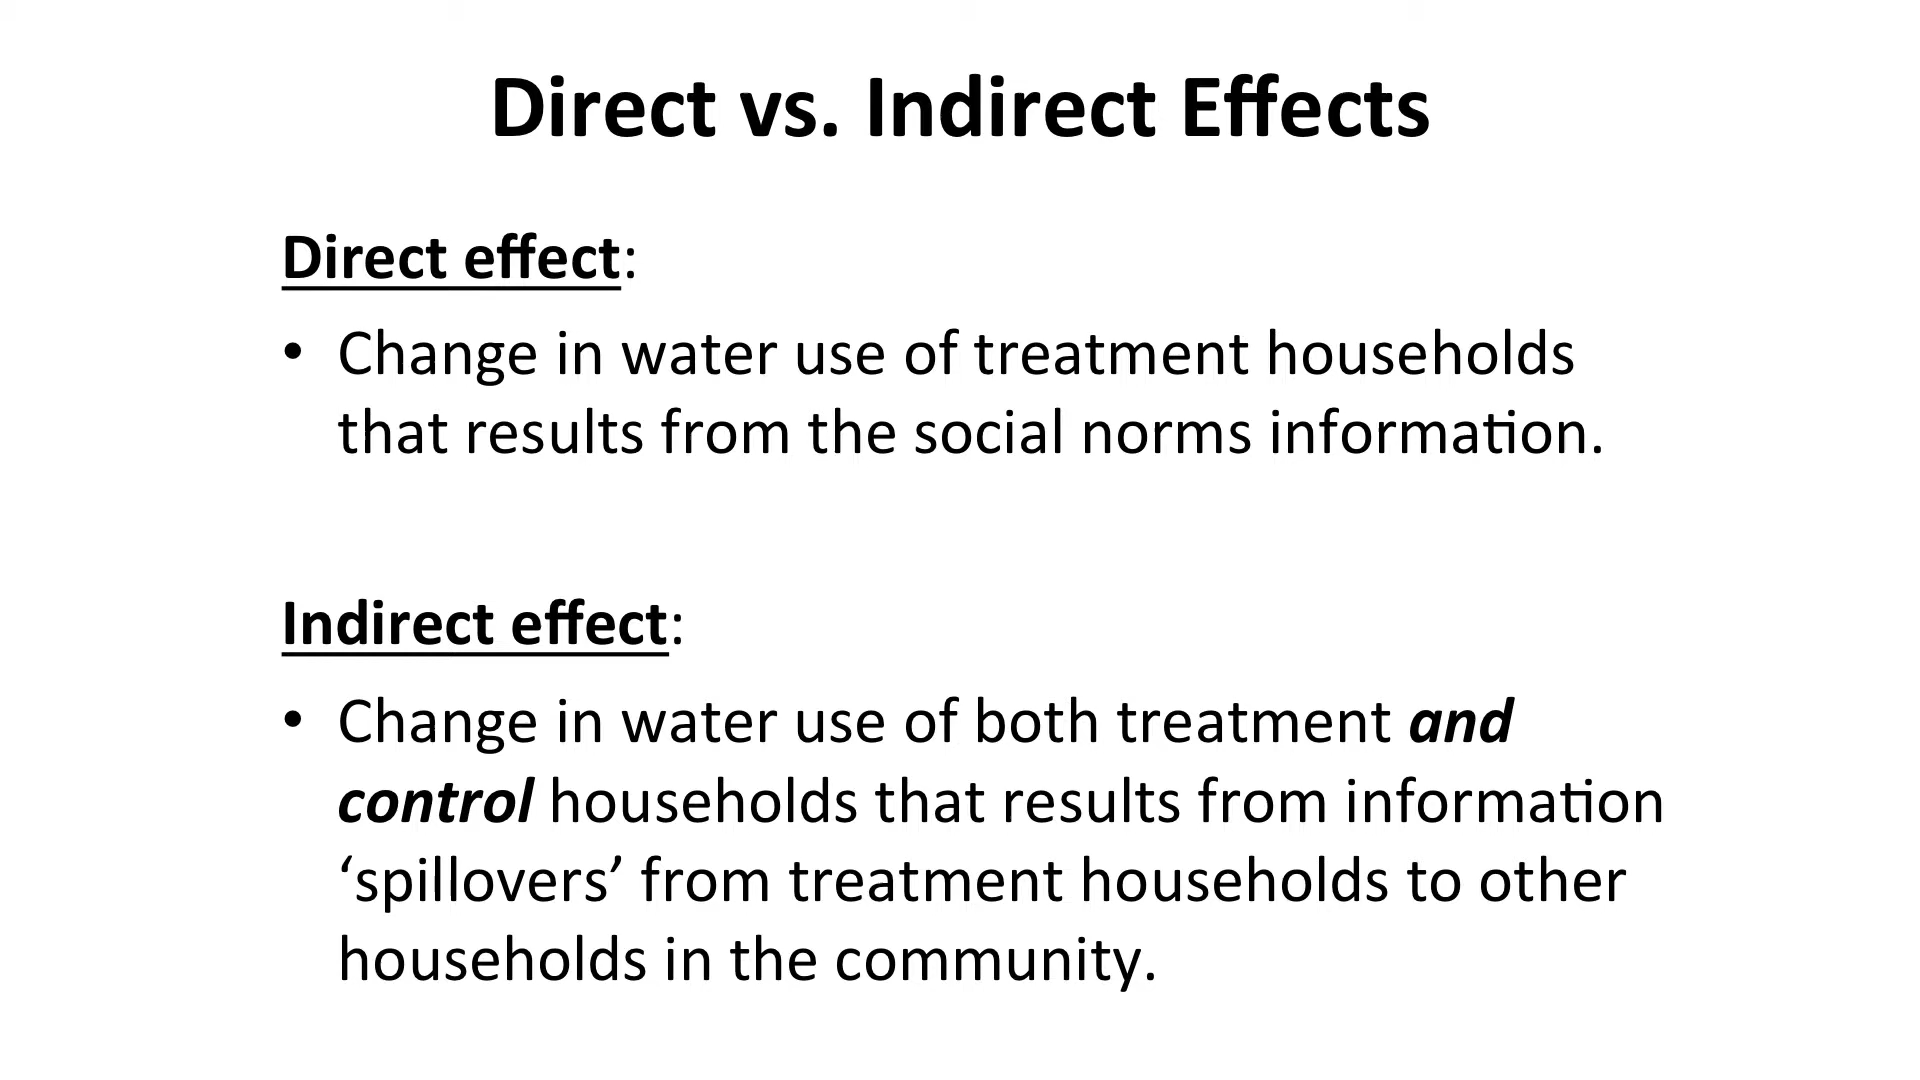 Direct vs. Indirect Effects
Direct effect:
• Change in water use of treatment households
that results from the social norms information.
Indirect effect:
• Change in water use of both treatment and
control households that results from information
‘spillovers’ from treatment households to other
households in the community.